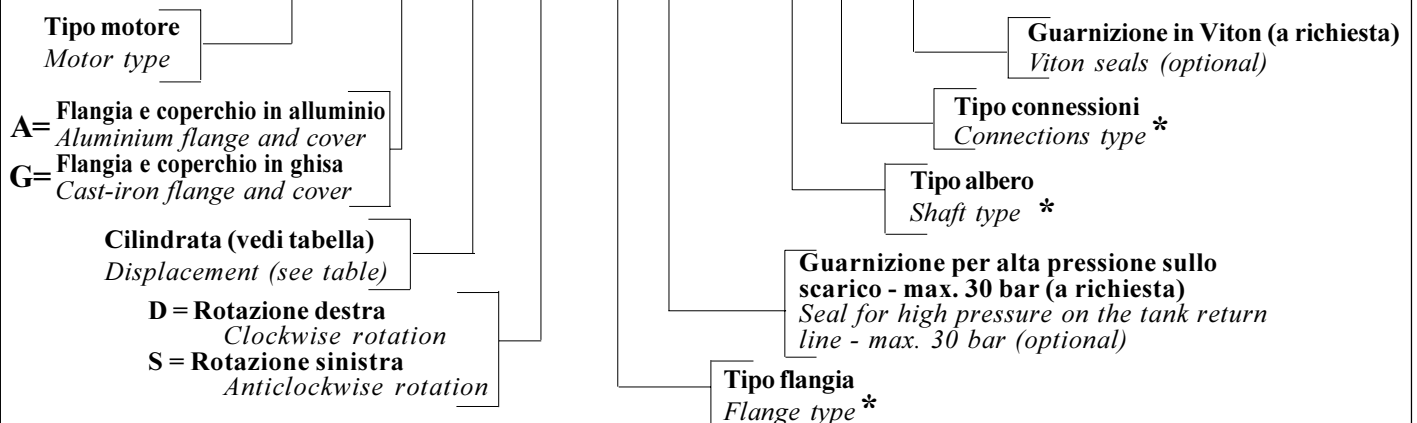 Tipo motore
Motor type
A= Flangia e coperchio in alluminio
Aluminium flange and cover
G= Flangia e coperchio in ghisa
Cast-iron flange and cover
Cilindrata (vedi tabella)
Displacement (see table)
D = Rotazione destra
Clockwise rotation
S = Rotazione sinistra
Anticlockwise rotation
Guarnizione in Viton (a richiesta)
Viton seals (optional)
Tipo connessioni
Connections type *
Tipo albero
Shaft type *
Guarnizione per alta pressione sullo
scarico - max. 30 bar (a richiesta)
Seal for high pressure on the tank return
line - max. 30 bar (optional)
Tipo flangia
Flange type *